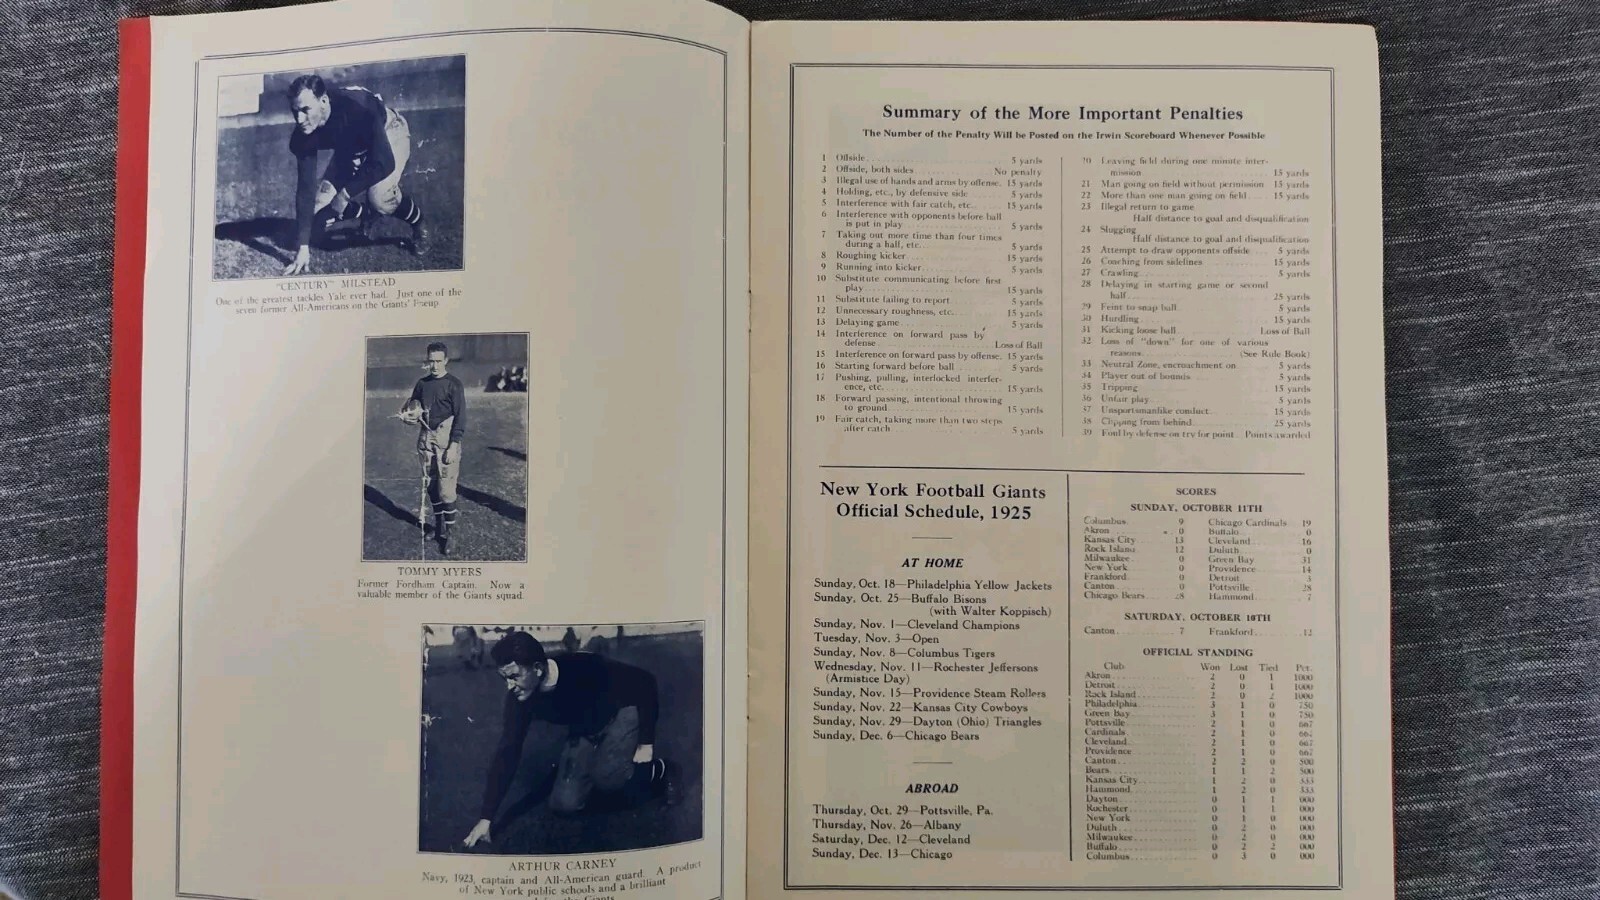 "CENTURY" MILSTEAD
One of the greatest tackles Yale ever had. Just one of the
seven former All-Americans on the Giants' lineup
TOMMY MYERS
Former Fordham Captain. Now a
valuable member of the Giants squad.
ARTHUR CARNEY
Navy, 1923, captain and All-American guard. A product
of New York public schools and a brilliant
the Giants
Summary of the More Important Penalties
The Number of the Penalty Will be Posted on the Irwin Scoreboard Whenever Possible
1 Offside 5 yards
2 Offside, both sides No penalty
3 Illegal use of hands and arms by offense. 15 yards
4 Holding, etc., by defensive side 5 yards
5 Interference with fair catch, etc. 15 yards
6 Interference with opponents before ball
is put in play 5 yards
7 Taking out more time than four times
during a half, etc. 5 yards
8 Roughing kicker 15 yards
9 Running into kicker 5 yards
10 Substitute communicating before first
play 15 yards
11 Substitute failing to report 5 yards
12 Unnecessary roughness, etc. 15 yards
13 Delaying game 5 yards
14 Interference on forward pass by
defense Loss of Ball
15 Interference on forward pass by offense. 15 yards
16 Starting forward before ball 5 yards
17 Pushing, pulling, interlocked interfer-
ence, etc. 15 yards
18 Forward passing, intentional throwing
to ground 15 yards
19 Fair catch, taking more than two steps
after catch 5 yards
20 Leaving field during one minute inter-
mission 15 yards
21 Man going on field without permission 15 yards
22 More than one man going on field 15 yards
23 Illegal return to game
Half distance to goal and disqualification
24 Slugging
Half distance to goal and disqualification
25 Attempt to draw opponents offside 5 yards
26 Coaching from sidelines 15 yards
27 Crawling 5 yards
28 Delaying in starting game or second
half 25 yards
29 Feint to snap ball 5 yards
30 Hurdling 15 yards
31 Kicking loose ball Loss of Ball
32 Loss of "down" for one of various
reasons (See Rule Book)
33 Neutral Zone, encroachment on 5 yards
34 Player out of bounds 5 yards
35 Tripping 15 yards
36 Unfair play 5 yards
37 Unsportsmanlike conduct 15 yards
38 Clipping from behind 25 yards
39 Foul by defense on try for point Points awarded
New York Football Giants
Official Schedule, 1925
AT HOME
Sunday, Oct. 18—Philadelphia Yellow Jackets
Sunday, Oct. 25—Buffalo Bisons
(with Walter Koppisch)
Sunday, Nov. 1—Cleveland Champions
Tuesday, Nov. 3—Open
Sunday, Nov. 8—Columbus Tigers
Wednesday, Nov. 11—Rochester Jeffersons
(Armistice Day)
Sunday, Nov. 15—Providence Steam Rollers
Sunday, Nov. 22—Kansas City Cowboys
Sunday, Nov. 29—Dayton (Ohio) Triangles
Sunday, Dec. 6—Chicago Bears
ABROAD
Thursday, Oct. 29—Pottsville, Pa.
Thursday, Nov. 26—Albany
Saturday, Dec. 12—Cleveland
Sunday, Dec. 13—Chicago
SCORES
SUNDAY, OCTOBER 11TH
Columbus 9 Chicago Cardinals 19
Akron 0 Buffalo 0
Kansas City 13 Cleveland 16
Rock Island 12 Duluth 0
Milwaukee 0 Green Bay 31
New York 0 Providence 14
Frankford 0 Detroit 3
Canton 0 Pottsville 28
Chicago Bears 28 Hammond 7
SATURDAY, OCTOBER 10TH
Canton 7 Frankford 12
OFFICIAL STANDING
Club Won Lost Tied Pct.
Akron 2 0 1 1000
Detroit 2 0 1 1000
Rock Island 2 0 2 1000
Philadelphia 3 1 0 750
Green Bay 3 1 0 750
Pottsville 2 1 0 667
Cardinals 2 1 0 667
Cleveland 2 1 0 667
Providence 2 1 0 667
Canton 2 2 0 500
Bears 1 1 2 500
Kansas City 1 2 0 333
Hammond 1 2 0 333
Dayton 0 1 1 000
Rochester 0 1 1 000
New York 0 1 0 000
Duluth 0 2 0 000
Milwaukee 0 2 0 000
Buffalo 0 2 2 000
Columbus 0 3 0 000